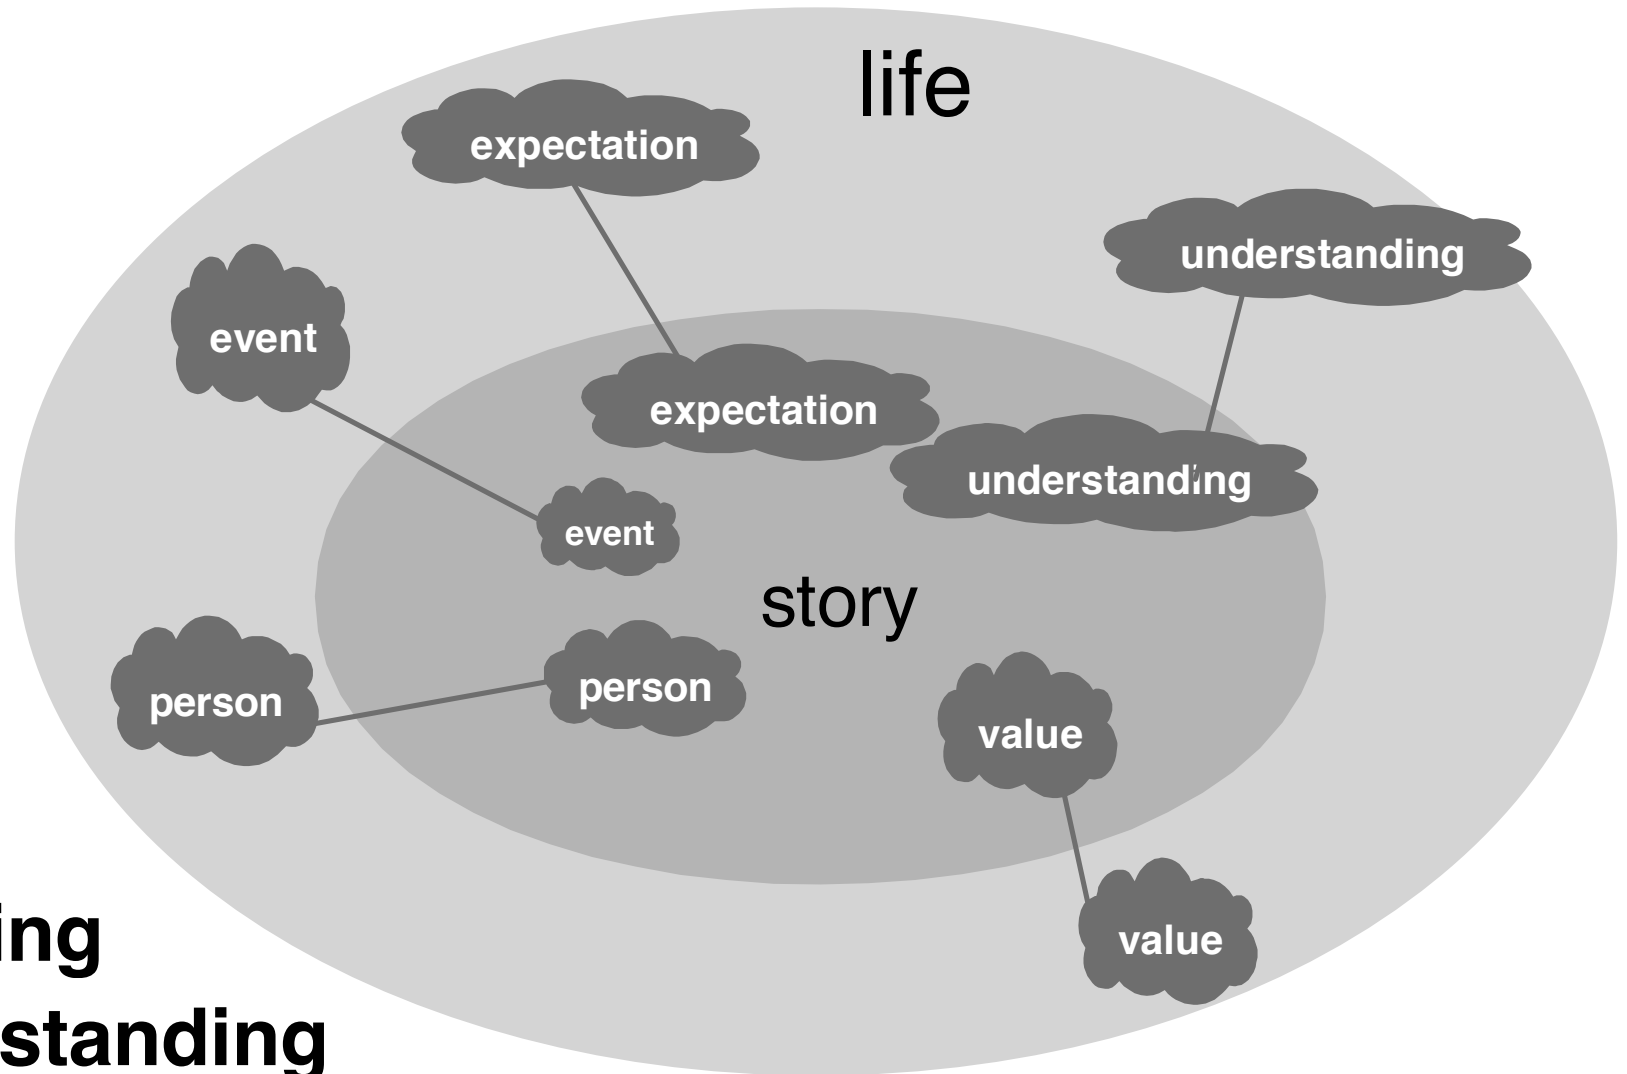 life
expectation
understanding
event
expectation
understanding
event
story
person
person
value
value
ing
standing